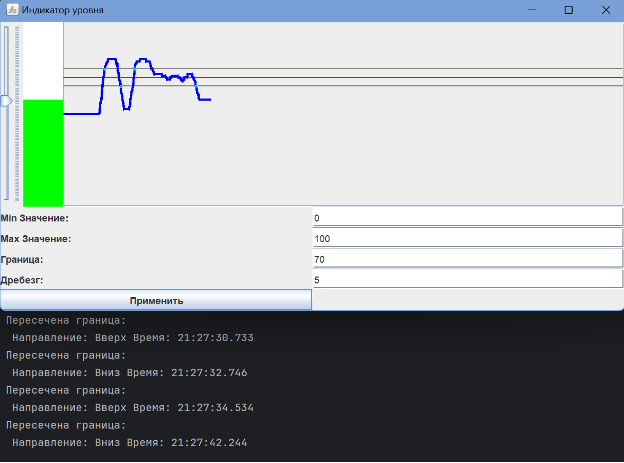 Индикатор уровня
Min Значение: 0
Max Значение: 100
Граница: 70
Дребезг: 5
Применить
Пересечена граница:
Направление: Вверх Время: 21:27:30.733
Пересечена граница:
Направление: Вниз Время: 21:27:32.746
Пересечена граница:
Направление: Вверх Время: 21:27:34.534
Пересечена граница:
Направление: Вниз Время: 21:27:42.244